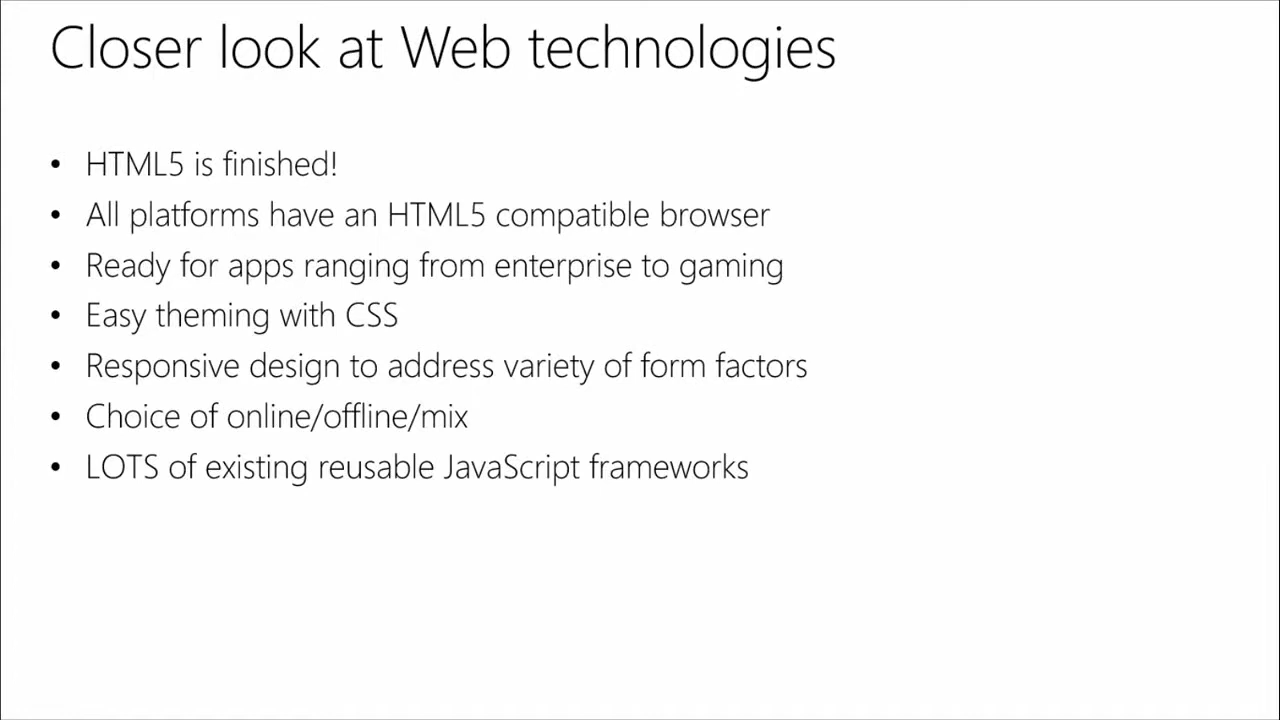 Closer look at Web technologies
• HTML5 is finished!
• All platforms have an HTML5 compatible browser
• Ready for apps ranging from enterprise to gaming
• Easy theming with CSS
• Responsive design to address variety of form factors
• Choice of online/offline/mix
• LOTS of existing reusable JavaScript frameworks